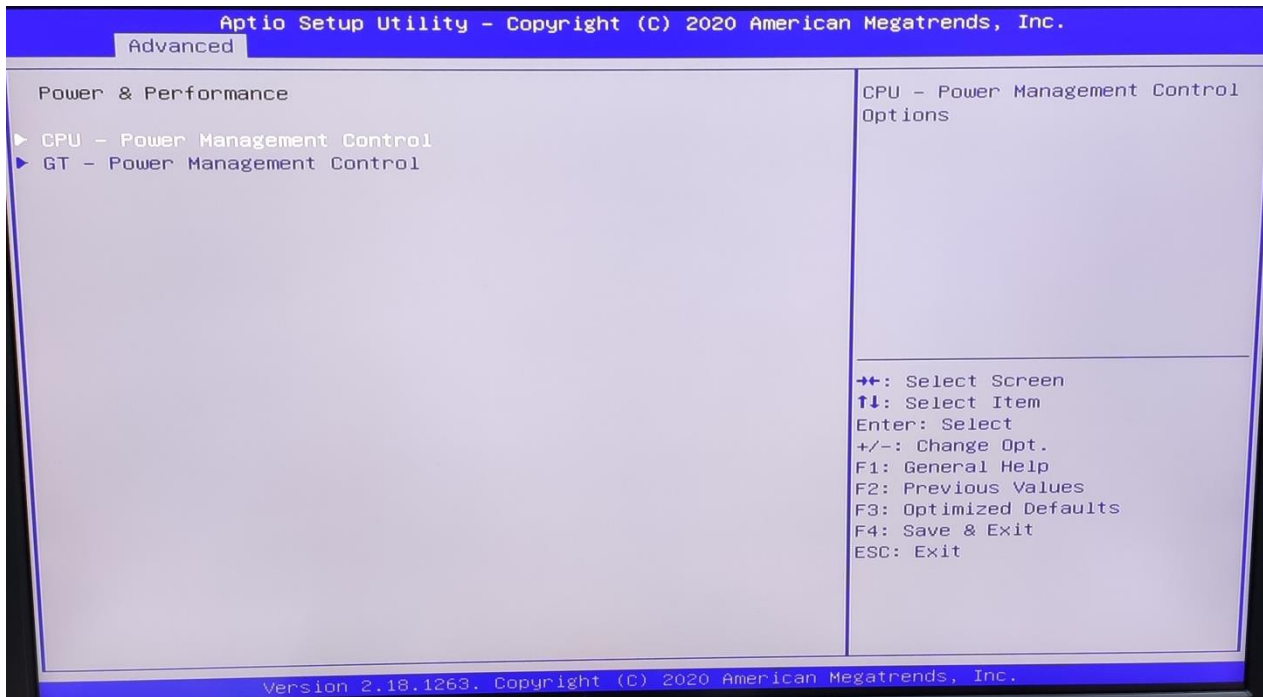 Aptio Setup Utility – Copyright (C) 2020 American Megatrends, Inc.
Advanced
Power & Performance
▶ CPU – Power Management Control
▶ GT – Power Management Control
CPU – Power Management Control
Options
→←: Select Screen
↑↓: Select Item
Enter: Select
+/-: Change Opt.
F1: General Help
F2: Previous Values
F3: Optimized Defaults
F4: Save & Exit
ESC: Exit
Version 2.18.1263. Copyright (C) 2020 American Megatrends, Inc.